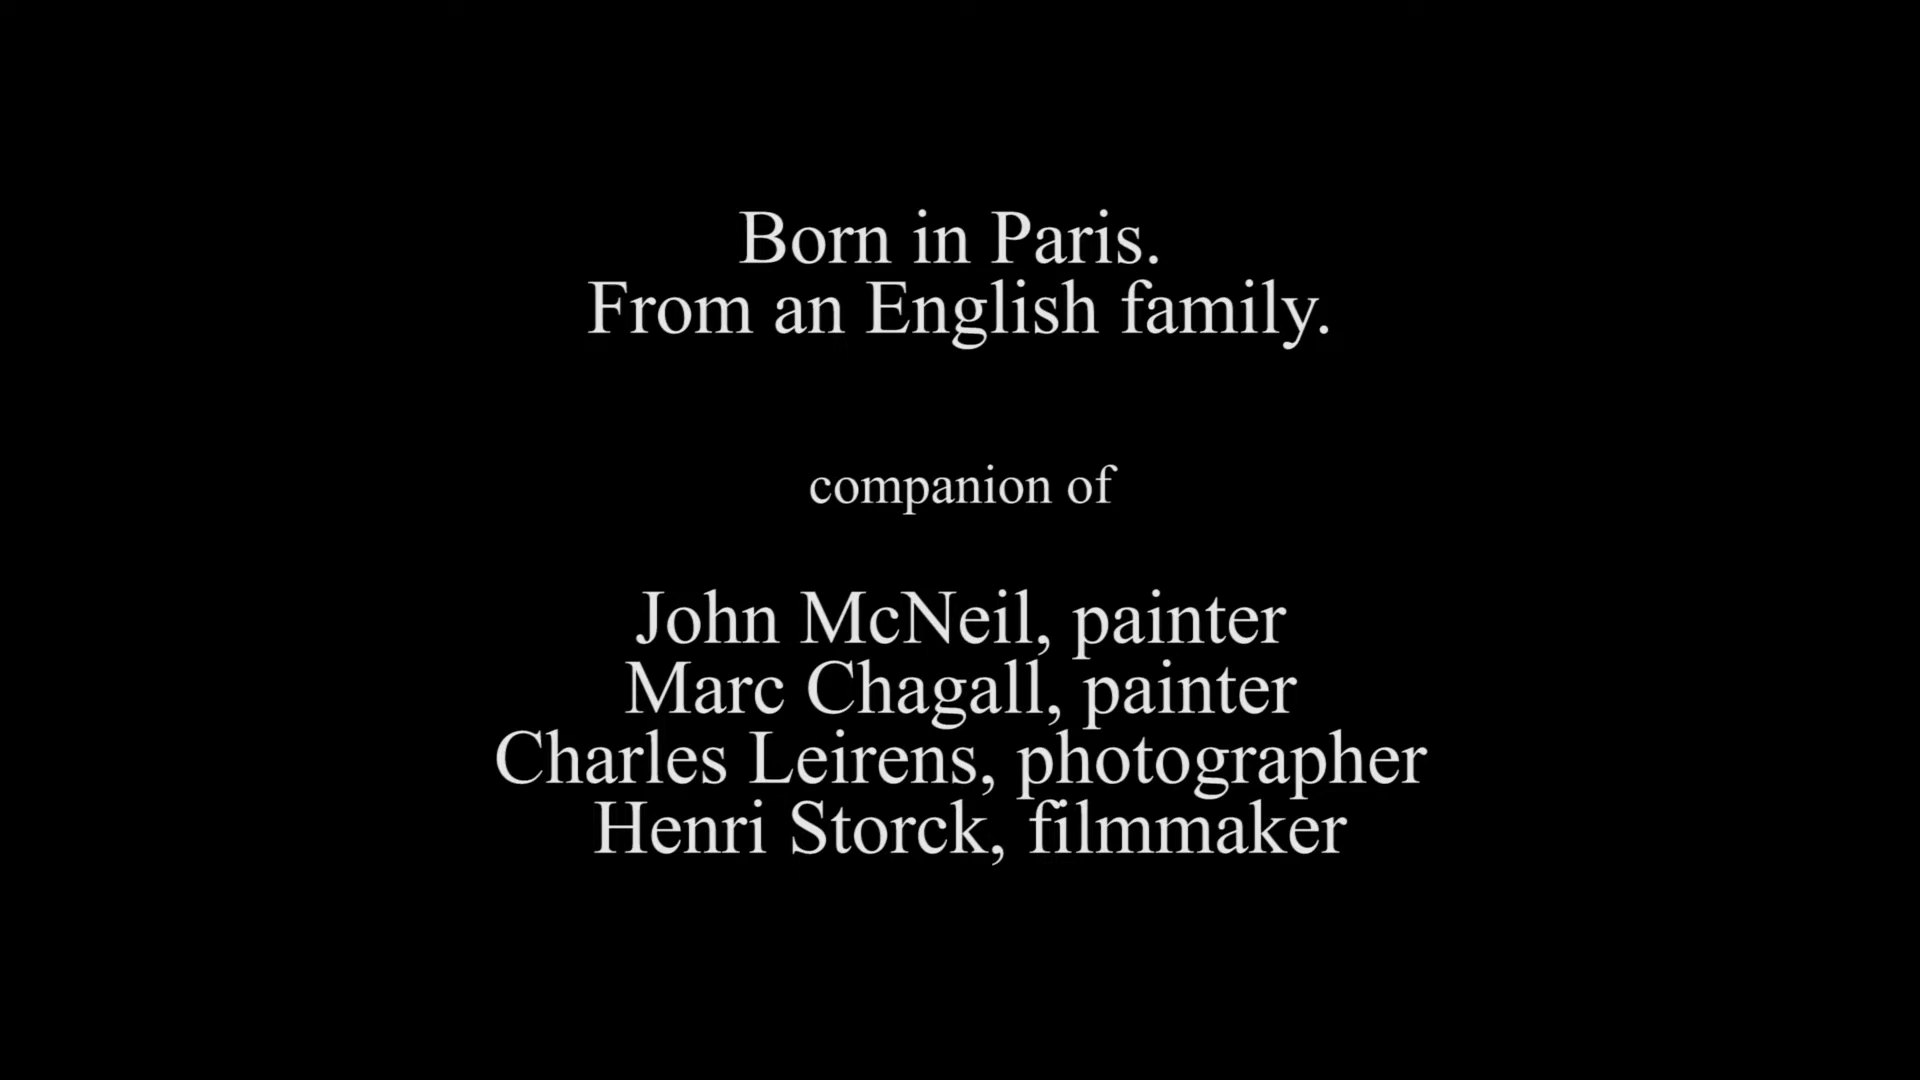 Born in Paris.
From an English family.
companion of
John McNeil, painter
Marc Chagall, painter
Charles Leirens, photographer
Henri Storck, filmmaker